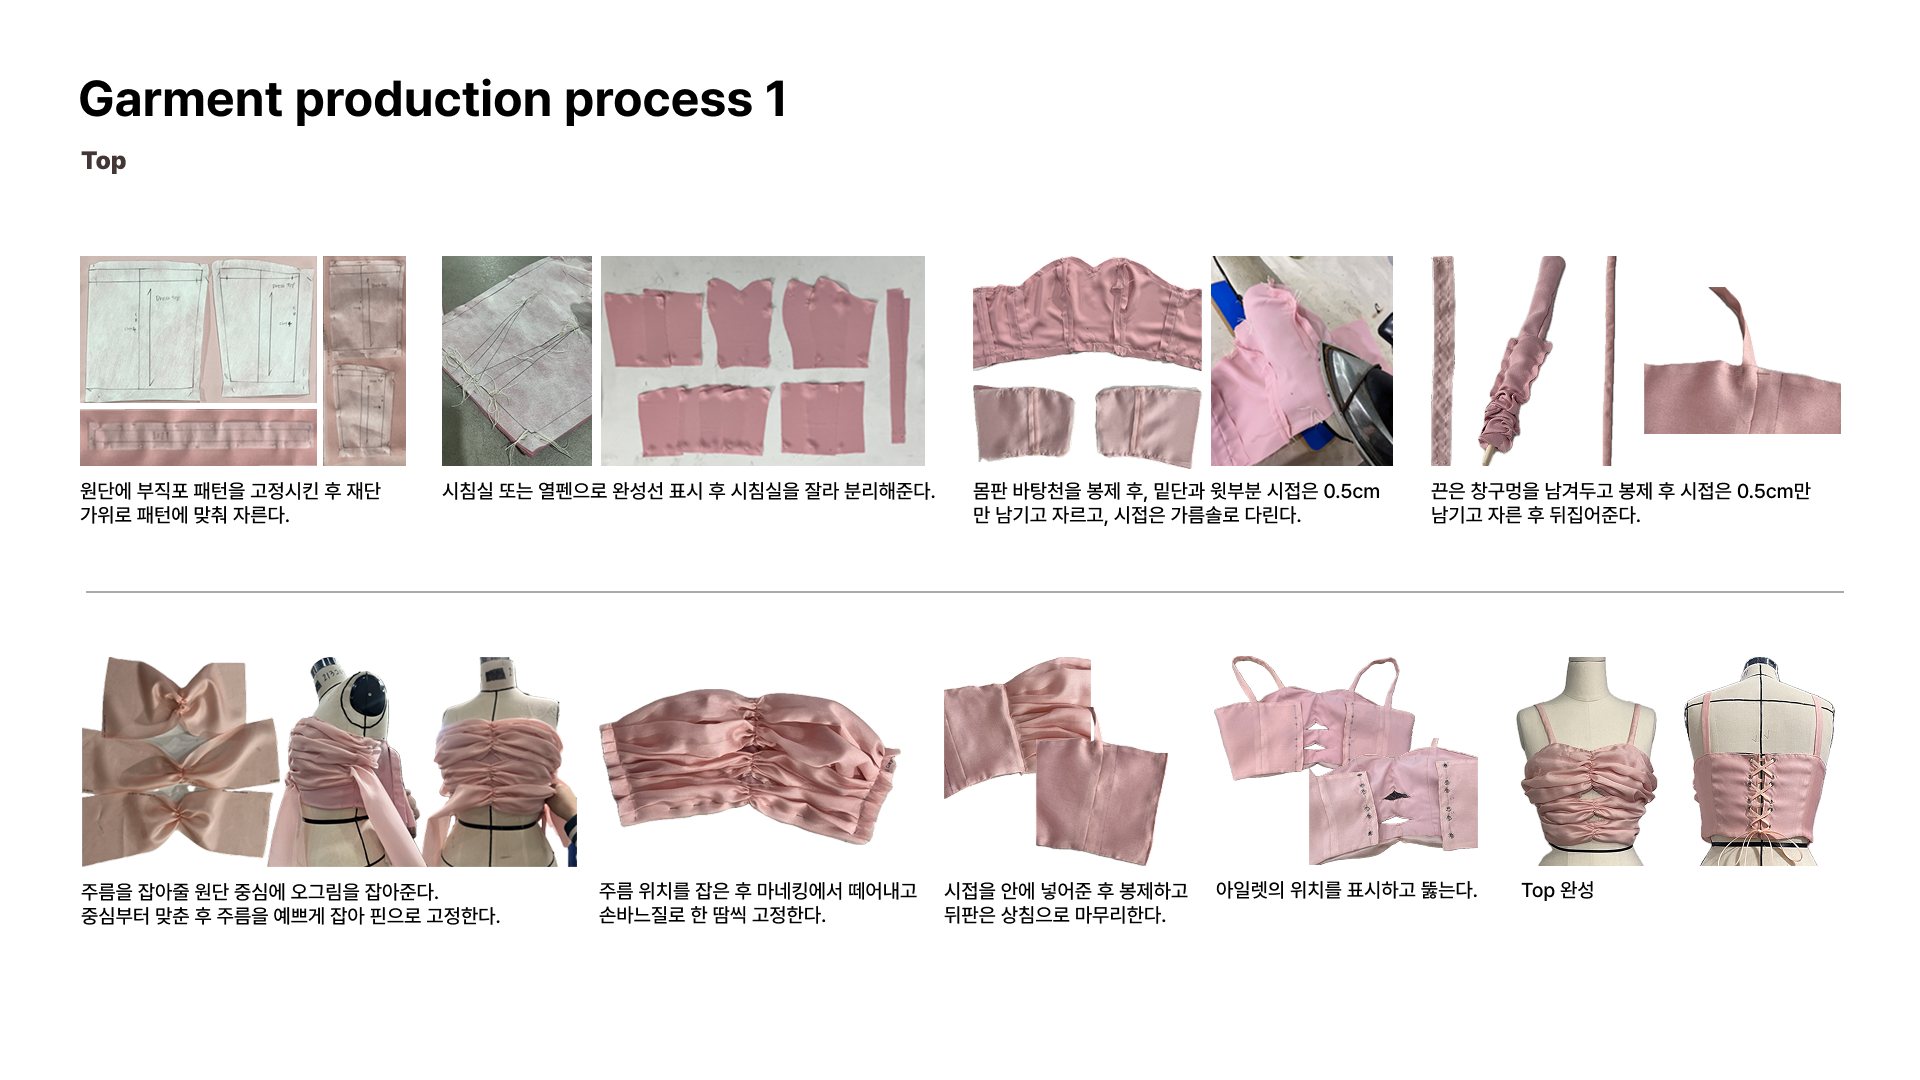 Garment production process 1
Top
Dress Top
Dress Top
원단에 부직포 패턴을 고정시킨 후 재단
가위로 패턴에 맞춰 자른다.
시침실 또는 열펜으로 완성선 표시 후 시침실을 잘라 분리해준다.
몸판 바탕천을 봉제 후, 밑단과 윗부분 시접은 0.5cm
만 남기고 자르고, 시접은 가름솔로 다린다.
끈은 창구멍을 남겨두고 봉제 후 시접은 0.5cm만
남기고 자른 후 뒤집어준다.
주름을 잡아줄 원단 중심에 오그림을 잡아준다.
중심부터 맞춘 후 주름을 예쁘게 잡아 핀으로 고정한다.
주름 위치를 잡은 후 마네킹에서 떼어내고
손바느질로 한 땀씩 고정한다.
시접을 안에 넣어준 후 봉제하고
뒤판은 상침으로 마무리한다.
아일렛의 위치를 표시하고 뚫는다.
Top 완성